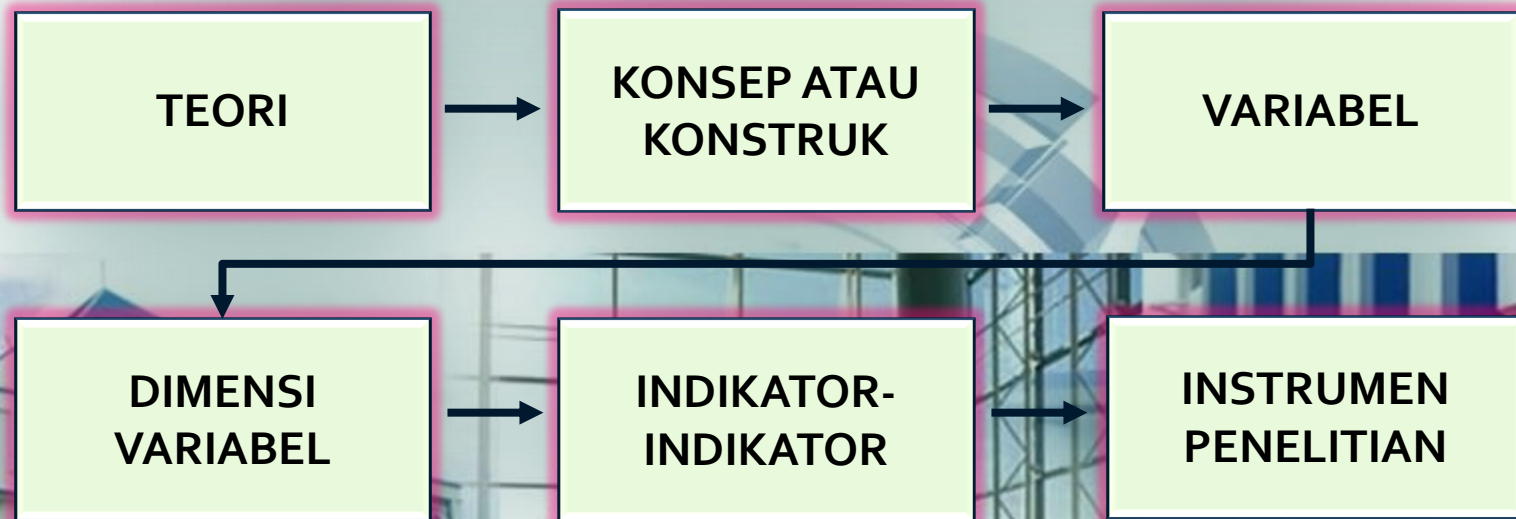 TEORI
KONSEP ATAU
KONSTRUK
VARIABEL
DIMENSI
VARIABEL
INDIKATOR-
INDIKATOR
INSTRUMEN
PENELITIAN